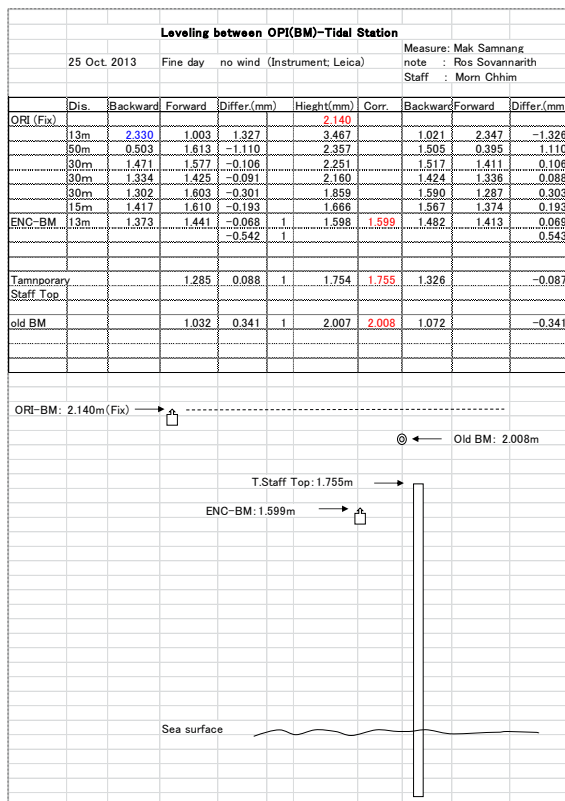 Leveling between OPI(BM)-Tidal Station
Measure: Mak Samnang
25 Oct. 2013 Fine day no wind (Instrument; Leica) note : Ros Sovannarith
Staff : Morn Chhim
Dis. Backward Forward Differ.(mm) Hieght(mm) Corr. Backward Forward Differ.(mm
ORI (Fix) 2.140
13m 2.330 1.003 1.327 3.467 1.021 2.347 -1.326
50m 0.503 1.613 -1.110 2.357 1.505 0.395 1.110
30m 1.471 1.577 -0.106 2.251 1.517 1.411 0.106
30m 1.334 1.425 -0.091 2.160 1.424 1.336 0.088
30m 1.302 1.603 -0.301 1.859 1.590 1.287 0.303
15m 1.417 1.610 -0.193 1.666 1.567 1.374 0.193
ENC-BM 13m 1.373 1.441 -0.068 1 1.598 1.599 1.482 1.413 0.069
-0.542 1 0.543
Tamnporary 1.285 0.088 1 1.754 1.755 1.326 -0.087
Staff Top
old BM 1.032 0.341 1 2.007 2.008 1.072 -0.341
ORI-BM: 2.140m(Fix)
Old BM: 2.008m
T.Staff Top:1.755m
ENC-BM:1.599m
Sea surface